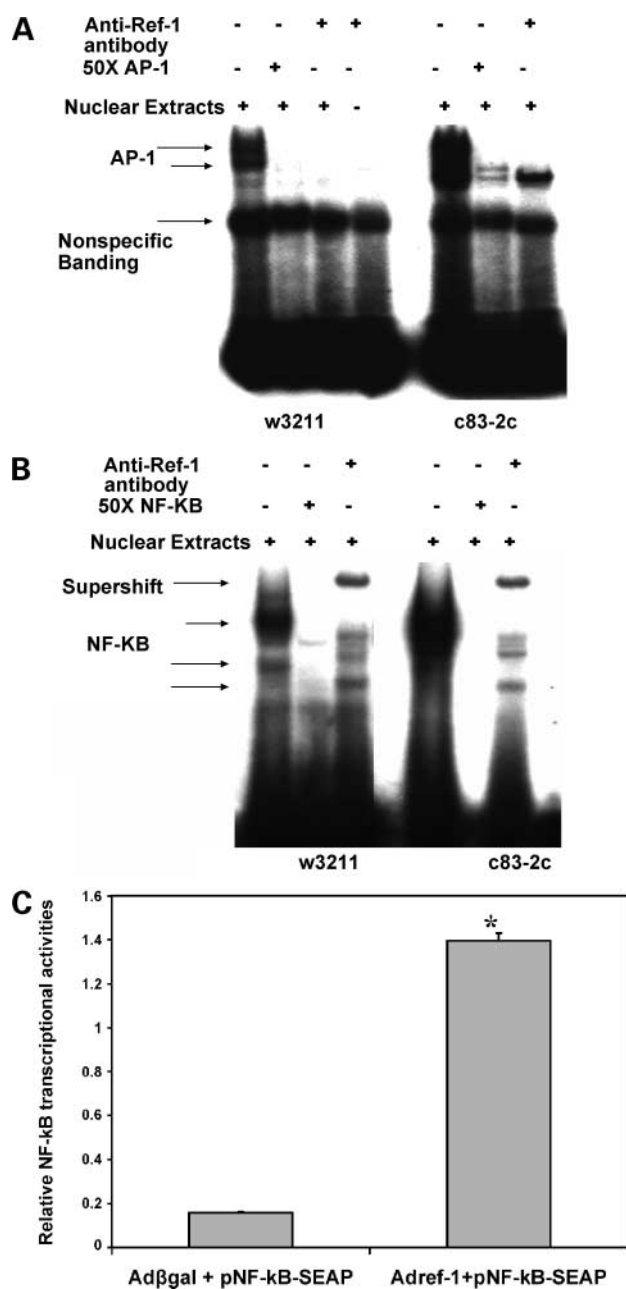 A
Anti-Ref-1 - - + + - - +
antibody
50X AP-1 - + - - - + -
Nuclear Extracts + + + - + + +
AP-1
Nonspecific
Banding
w3211 c83-2c
B
Anti-Ref-1 - - + - - +
antibody
50X NF-KB - + - - + -
Nuclear Extracts + + + + + +
Supershift
NF-KB
w3211 c83-2c
C
Relative NF-kB transcriptional activities
1.6
1.4
1.2
1
0.8
0.6
0.4
0.2
0
*
Adβgal + pNF-kB-SEAP Adref-1+pNF-kB-SEAP